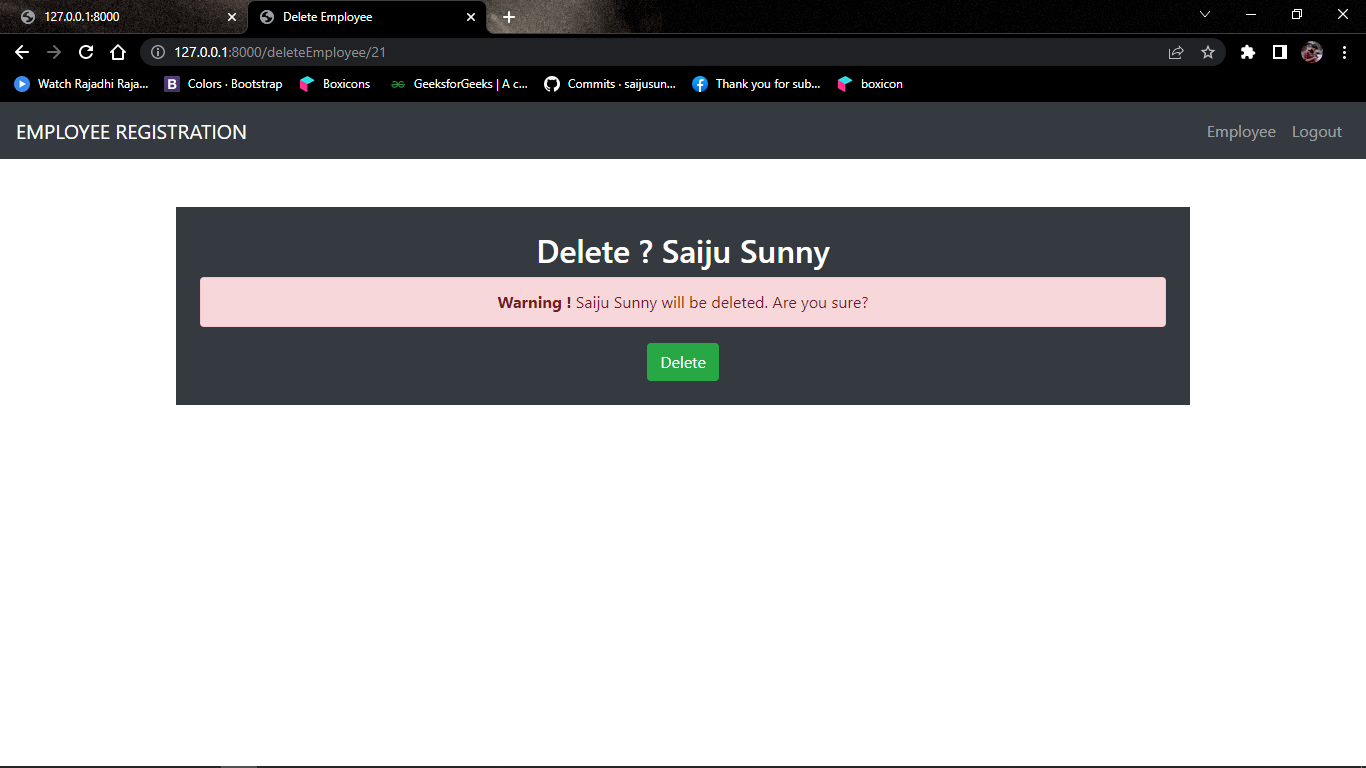 127.0.0.1:8000
Delete Employee
127.0.0.1:8000/deleteEmployee/21
Watch Rajadhi Raja...
B Colors · Bootstrap
Boxicons
GeeksforGeeks | A c...
Commits · saijusun...
Thank you for sub...
boxicon
EMPLOYEE REGISTRATION
Employee
Logout
Delete ? Saiju Sunny
Warning ! Saiju Sunny will be deleted. Are you sure?
Delete